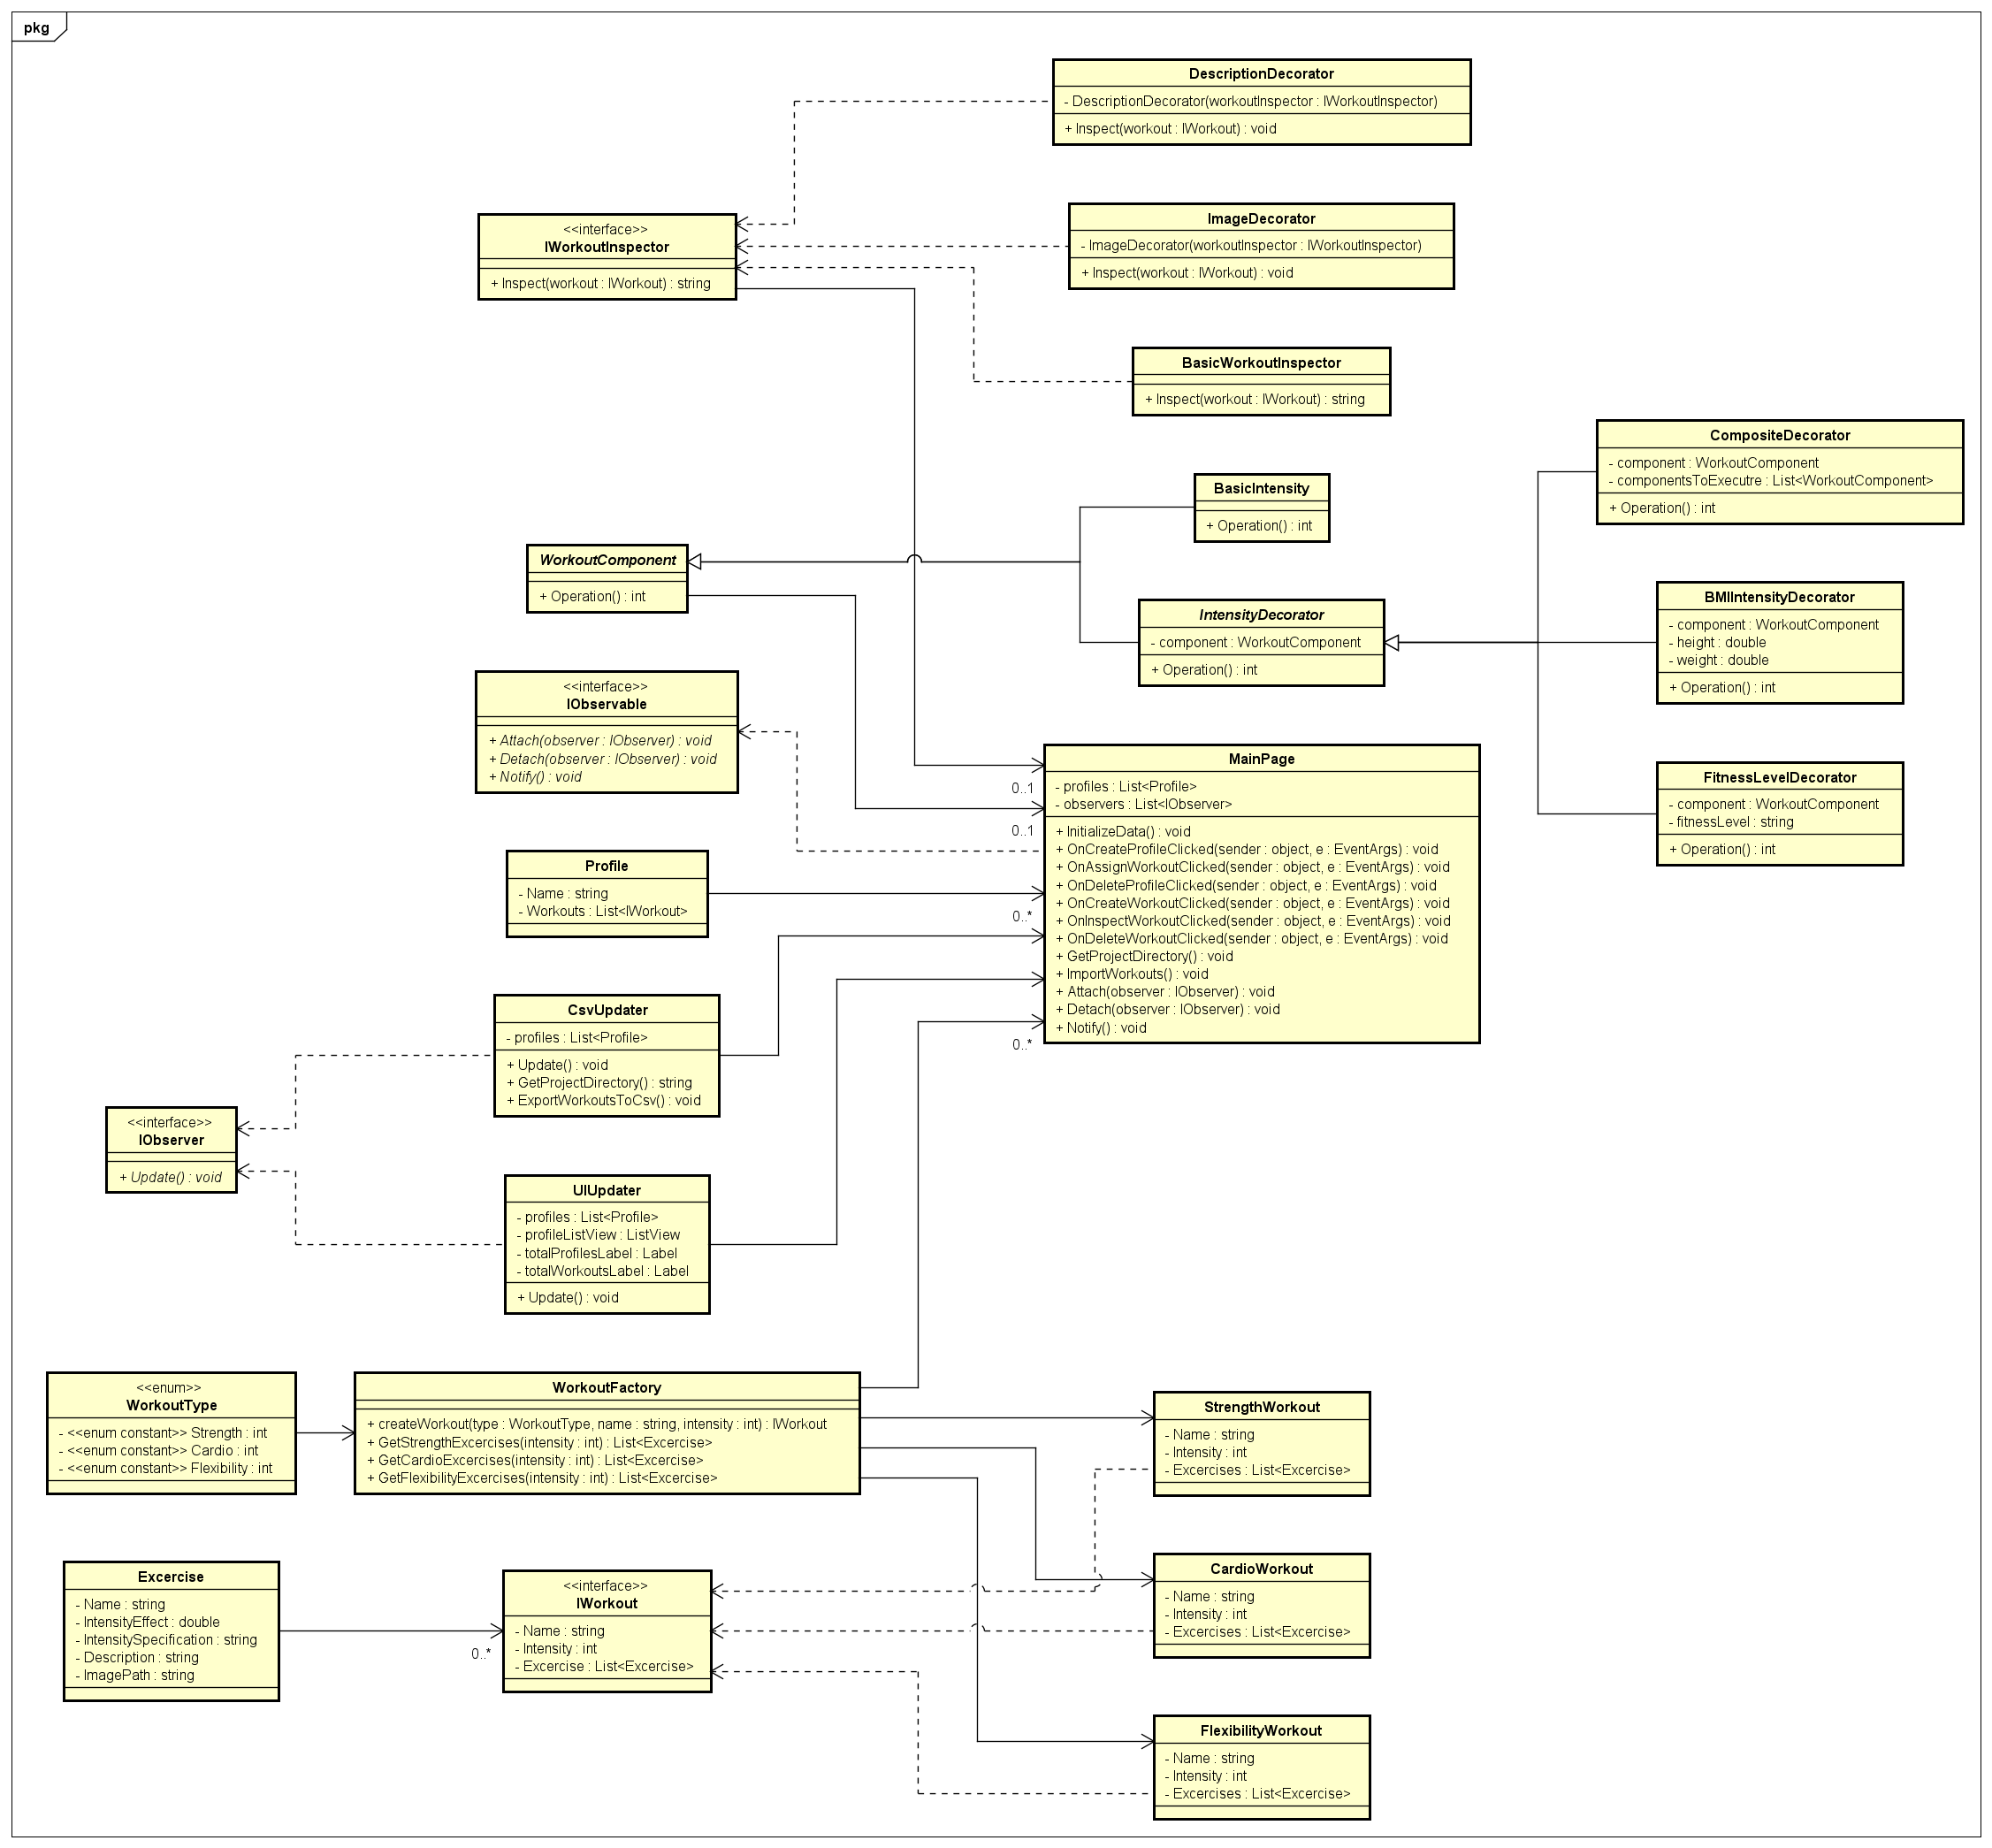 pkg
DescriptionDecorator
- DescriptionDecorator(workoutInspector : IWorkoutInspector)
+ Inspect(workout : IWorkout) : void
<<interface>>
IWorkoutInspector
+ Inspect(workout : IWorkout) : string
ImageDecorator
- ImageDecorator(workoutInspector : IWorkoutInspector)
+ Inspect(workout : IWorkout) : void
BasicWorkoutInspector
+ Inspect(workout : IWorkout) : string
CompositeDecorator
- component : WorkoutComponent
- componentsToExecutre : List<WorkoutComponent>
+ Operation() : int
BasicIntensity
+ Operation() : int
WorkoutComponent
+ Operation() : int
IntensityDecorator
- component : WorkoutComponent
+ Operation() : int
BMIIntensityDecorator
- component : WorkoutComponent
- height : double
- weight : double
+ Operation() : int
<<interface>>
IObservable
+ Attach(observer : IObserver) : void
+ Detach(observer : IObserver) : void
+ Notify() : void
FitnessLevelDecorator
- component : WorkoutComponent
- fitnessLevel : string
+ Operation() : int
MainPage
- profiles : List<Profile>
- observers : List<IObserver>
+ InitializeData() : void
+ OnCreateProfileClicked(sender : object, e : EventArgs) : void
+ OnAssignWorkoutClicked(sender : object, e : EventArgs) : void
+ OnDeleteProfileClicked(sender : object, e : EventArgs) : void
+ OnCreateWorkoutClicked(sender : object, e : EventArgs) : void
+ OnInspectWorkoutClicked(sender : object, e : EventArgs) : void
+ OnDeleteWorkoutClicked(sender : object, e : EventArgs) : void
+ GetProjectDirectory() : void
+ ImportWorkouts() : void
+ Attach(observer : IObserver) : void
+ Detach(observer : IObserver) : void
+ Notify() : void
0..1
0..1
0..*
0..*
Profile
- Name : string
- Workouts : List<IWorkout>
CsvUpdater
- profiles : List<Profile>
+ Update() : void
+ GetProjectDirectory() : string
+ ExportWorkoutsToCsv() : void
<<interface>>
IObserver
+ Update() : void
UIUpdater
- profiles : List<Profile>
- profileListView : ListView
- totalProfilesLabel : Label
- totalWorkoutsLabel : Label
+ Update() : void
<<enum>>
WorkoutType
- <<enum constant>> Strength : int
- <<enum constant>> Cardio : int
- <<enum constant>> Flexibility : int
WorkoutFactory
+ createWorkout(type : WorkoutType, name : string, intensity : int) : IWorkout
+ GetStrengthExcercises(intensity : int) : List<Excercise>
+ GetCardioExcercises(intensity : int) : List<Excercise>
+ GetFlexibilityExcercises(intensity : int) : List<Excercise>
StrengthWorkout
- Name : string
- Intensity : int
- Excercises : List<Excercise>
Excercise
- Name : string
- IntensityEffect : double
- IntensitySpecification : string
- Description : string
- ImagePath : string
0..*
<<interface>>
IWorkout
- Name : string
- Intensity : int
- Excercise : List<Excercise>
CardioWorkout
- Name : string
- Intensity : int
- Excercises : List<Excercise>
FlexibilityWorkout
- Name : string
- Intensity : int
- Excercises : List<Excercise>